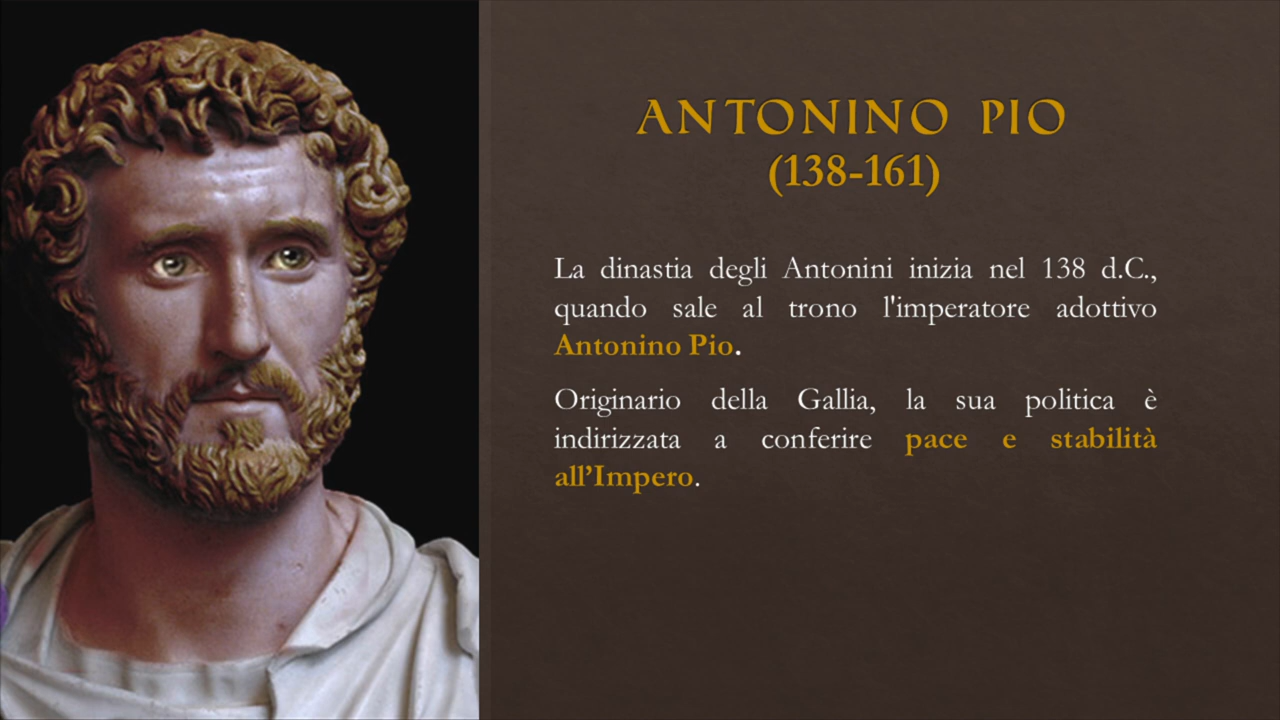 ANTONINO PIO
(138-161)
La dinastia degli Antonini inizia nel 138 d.C.,
quando sale al trono l'imperatore adottivo
Antonino Pio.
Originario della Gallia, la sua politica è
indirizzata a conferire pace e stabilità
all’Impero.